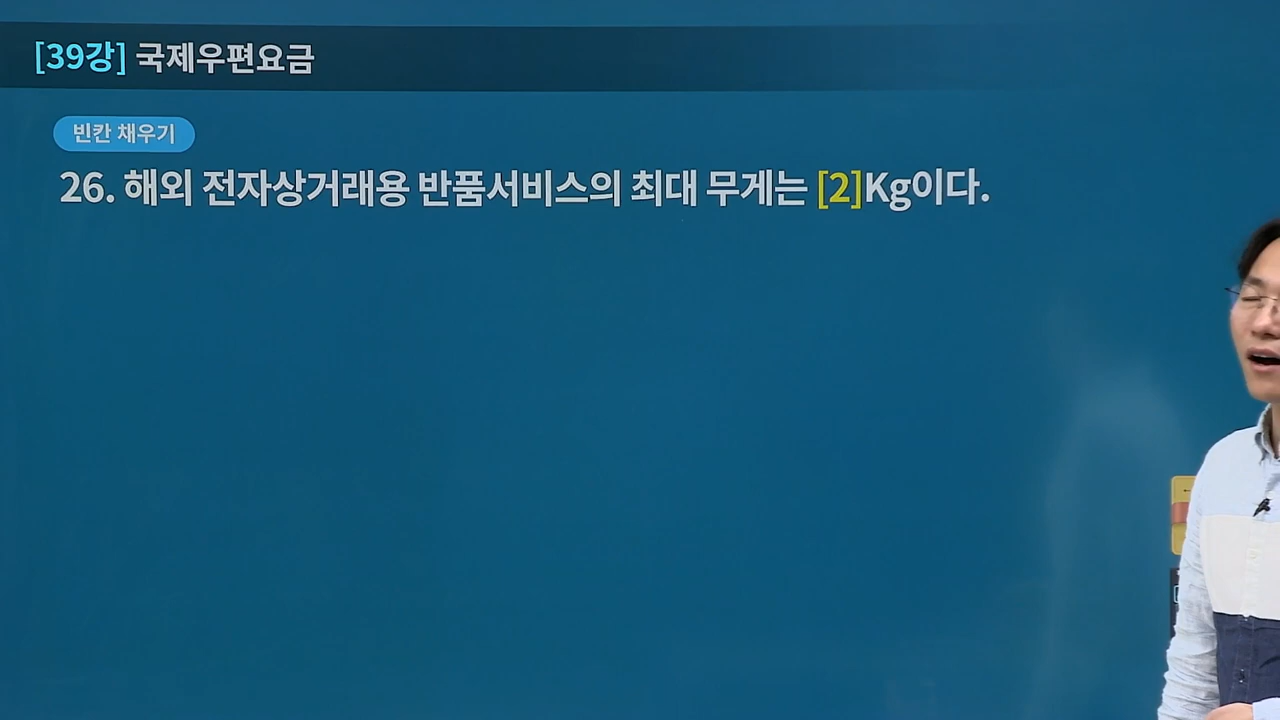 [39강] 국제우편요금
빈칸 채우기
26. 해외 전자상거래용 반품서비스의 최대 무게는 [2]Kg이다.